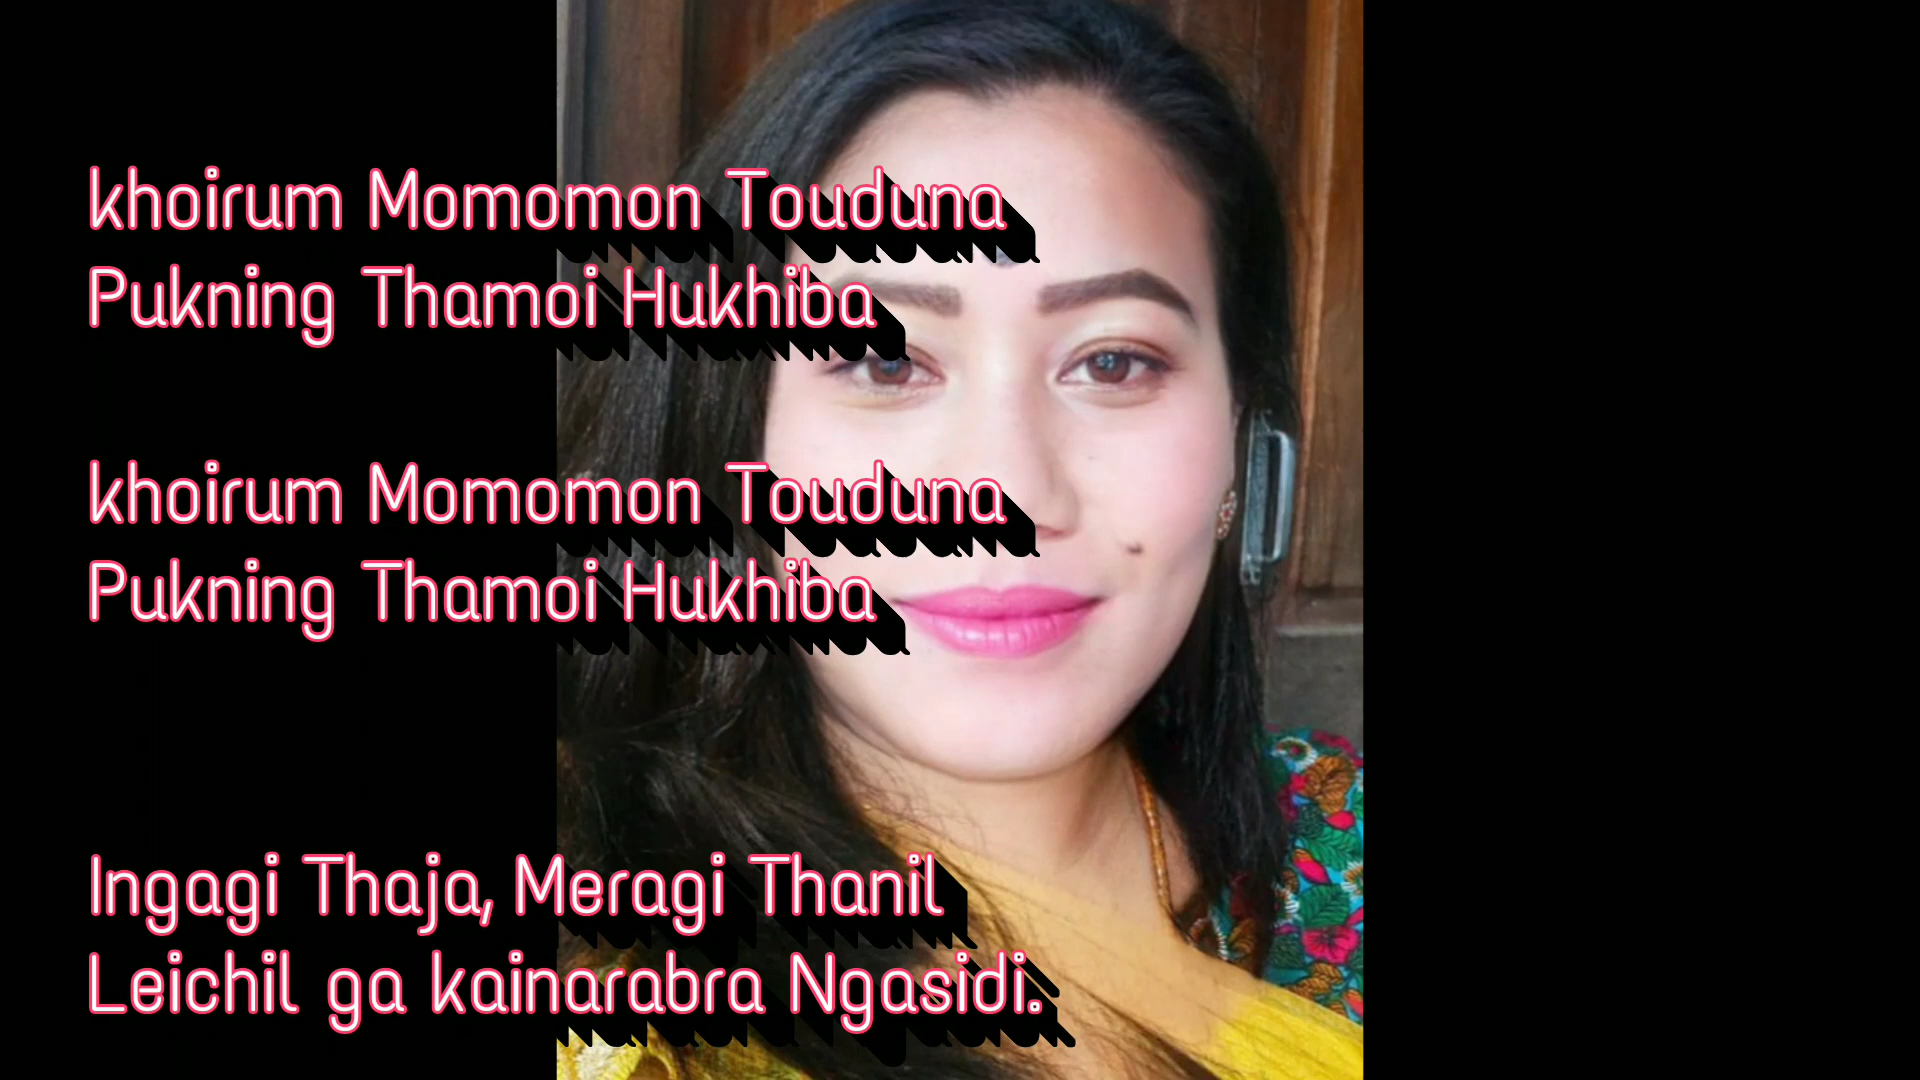 khoirum Momomon Touduna
Pukning Thamoi Hukhiba
khoirum Momomon Touduna
Pukning Thamoi Hukhiba
Ingagi Thaja, Meragi Thanil
Leichil ga kainarabra Ngasidi.